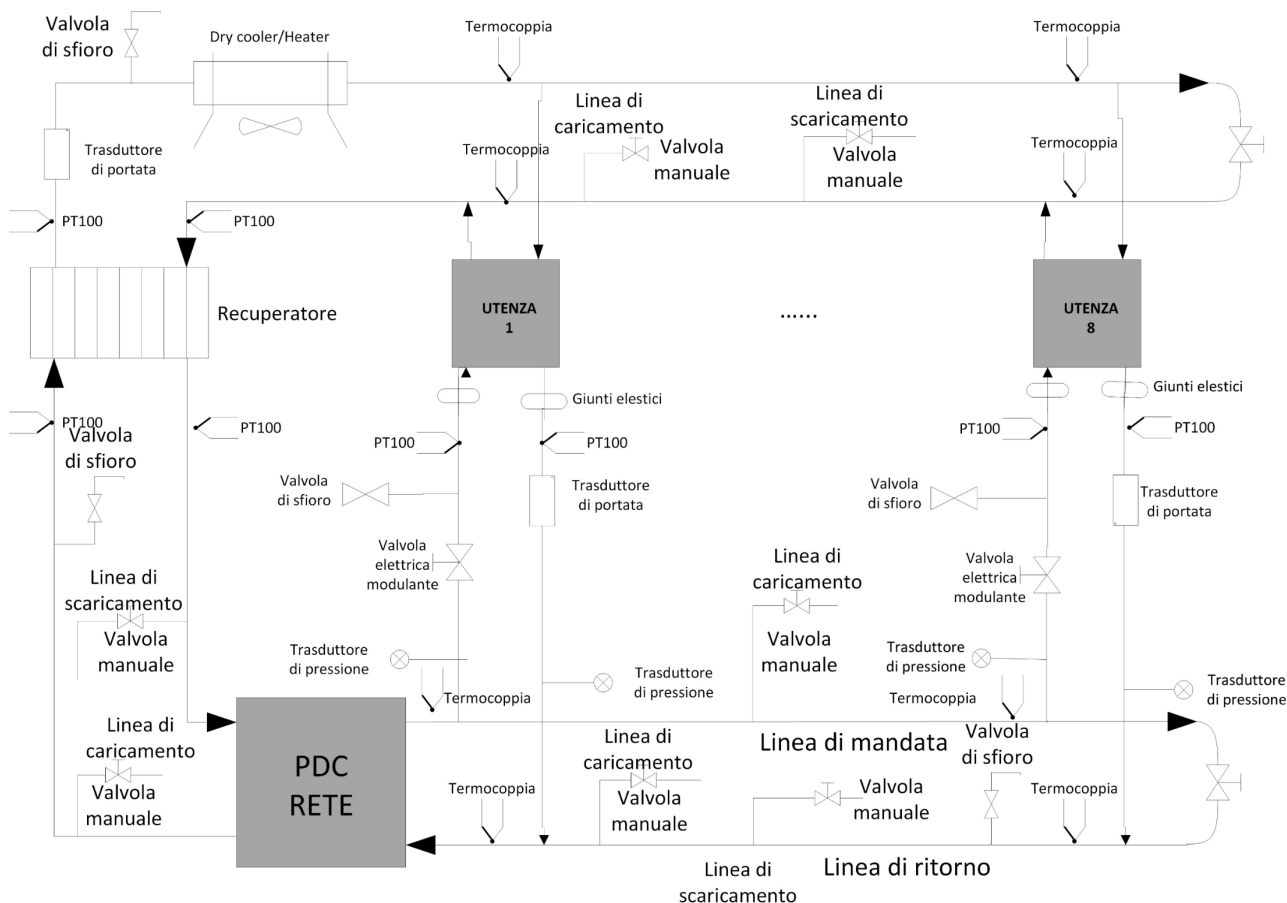 Valvola
di sfioro
Dry cooler/Heater
Termocoppia
Termocoppia
Linea di
caricamento
Valvola
manuale
Linea di
scaricamento
Valvola
manuale
Termocoppia
Termocoppia
Trasduttore
di portata
PT100
PT100
Recuperatore
UTENZA
1
......
UTENZA
8
Giunti elestici
Giunti elestici
PT100
Valvola
di sfioro
PT100
PT100
PT100
PT100
PT100
Valvola
di sfioro
Trasduttore
di portata
Valvola
di sfioro
Trasduttore
di portata
Valvola
elettrica
modulante
Linea di
caricamento
Valvola
manuale
Valvola
elettrica
modulante
Linea di
scaricamento
Valvola
manuale
Trasduttore
di pressione
Termocoppia
Trasduttore
di pressione
Trasduttore
di pressione
Termocoppia
Trasduttore
di pressione
Linea di
caricamento
Valvola
manuale
PDC
RETE
Linea di mandata
Valvola
di sfioro
Linea di
caricamento
Valvola
manuale
Valvola
manuale
Termocoppia
Termocoppia
Linea di
scaricamento
Linea di ritorno